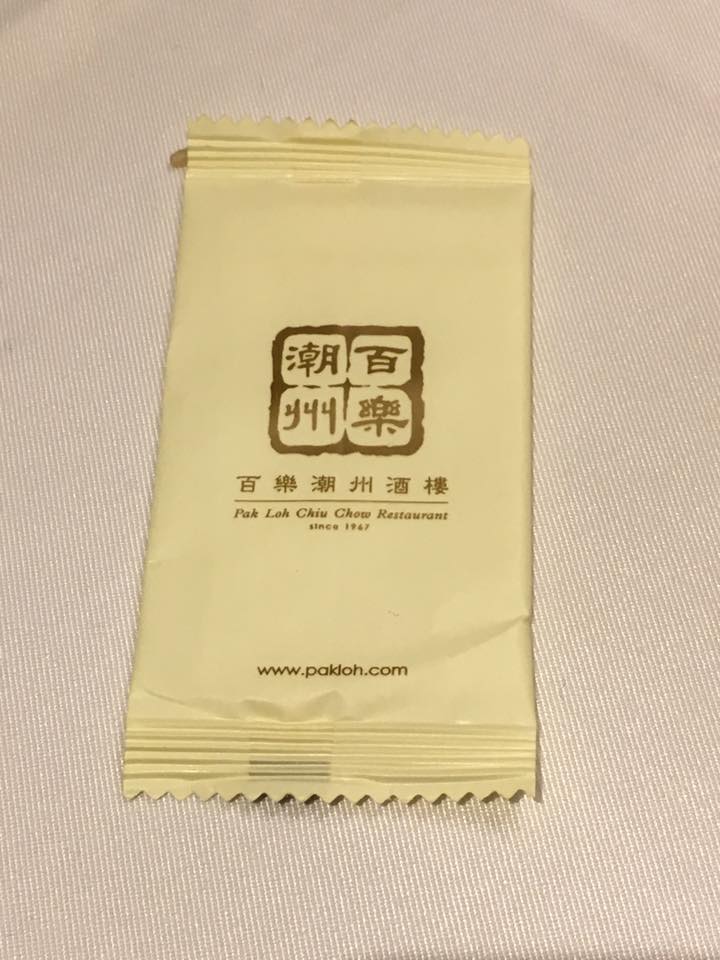 百樂
潮州
百樂潮州酒樓
Pak Loh Chiu Chow Restaurant
since 1967
www.pakloh.com